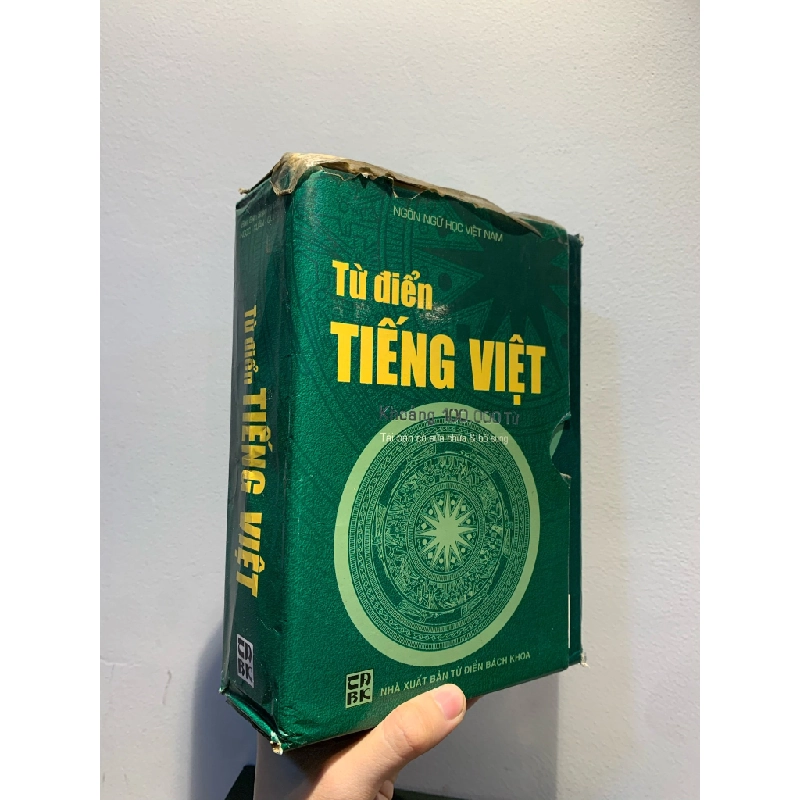 NGÔN NGỮ HỌC VIỆT NAM
Từ điển
TIẾNG VIỆT
Khoảng 100.000 Từ
Tái bản có sửa chữa & bổ sung
NHÀ XUẤT BẢN TỪ ĐIỂN BÁCH KHOA
Từ điển TIẾNG VIỆT